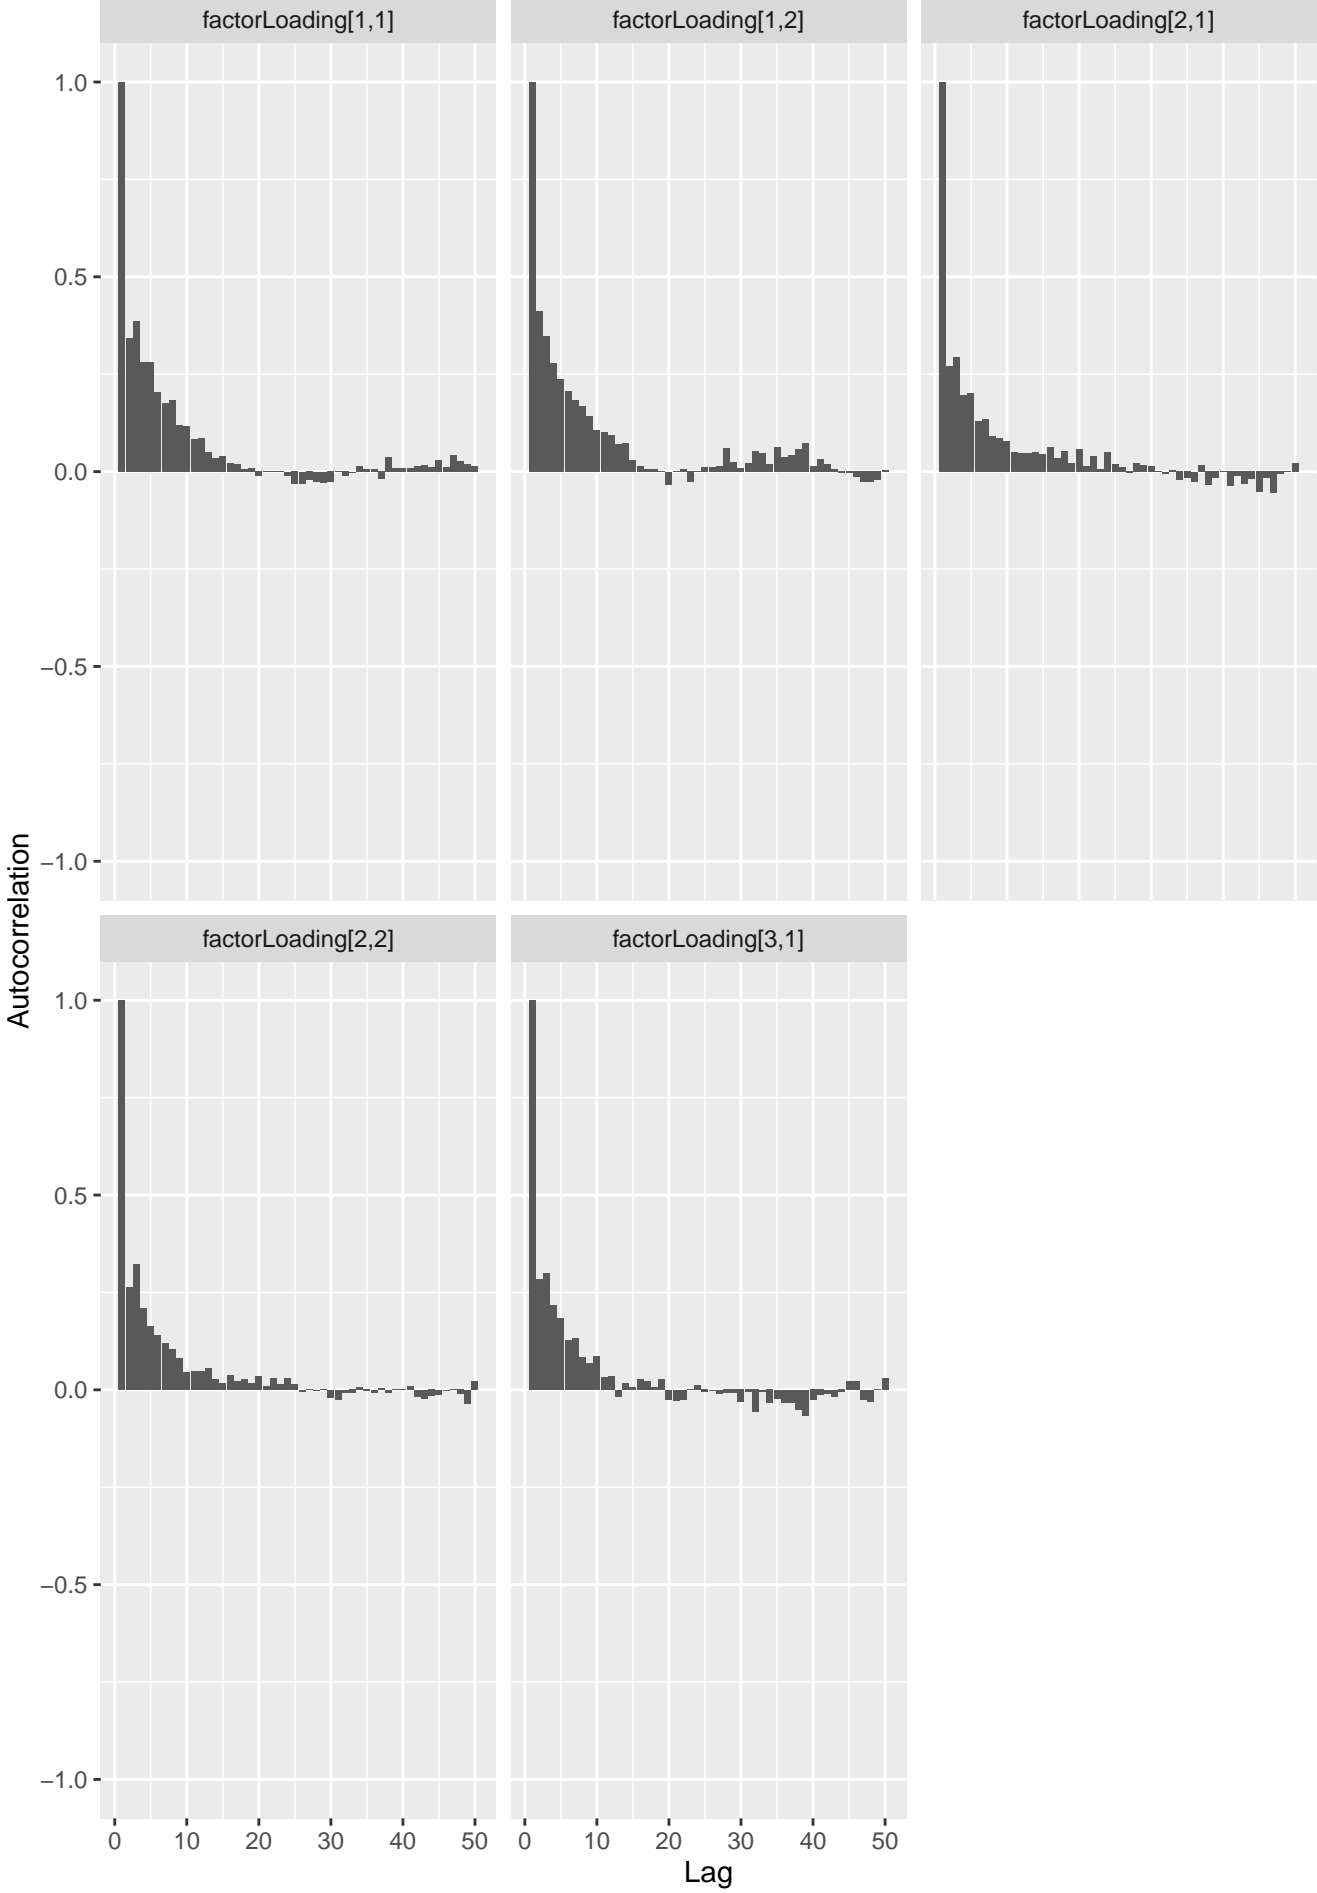 factorLoading[1,1] factorLoading[1,2] factorLoading[2,1]
1.0
0.5
0.0
−0.5
−1.0
Autocorrelation
factorLoading[2,2] factorLoading[3,1]
1.0
0.5
0.0
−0.5
−1.0
0 10 20 30 40 50 0 10 20 30 40 50
Lag